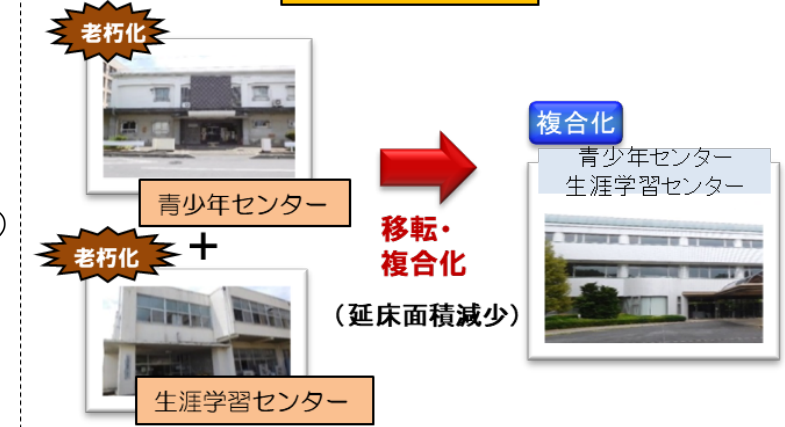 老朽化
青少年センター
+
老朽化
生涯学習センター
移転・
複合化
（延床面積減少）
複合化
青少年センター
生涯学習センター